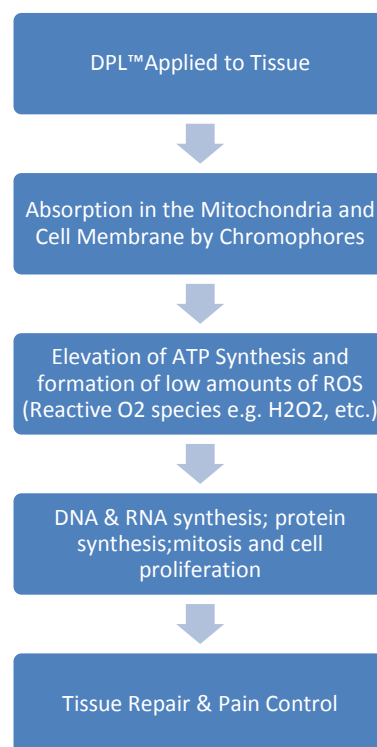 DPL™Applied to Tissue
Absorption in the Mitochondria and
Cell Membrane by Chromophores
Elevation of ATP Synthesis and
formation of low amounts of ROS
(Reactive O2 species e.g. H2O2, etc.)
DNA & RNA synthesis; protein
synthesis;mitosis and cell
proliferation
Tissue Repair & Pain Control